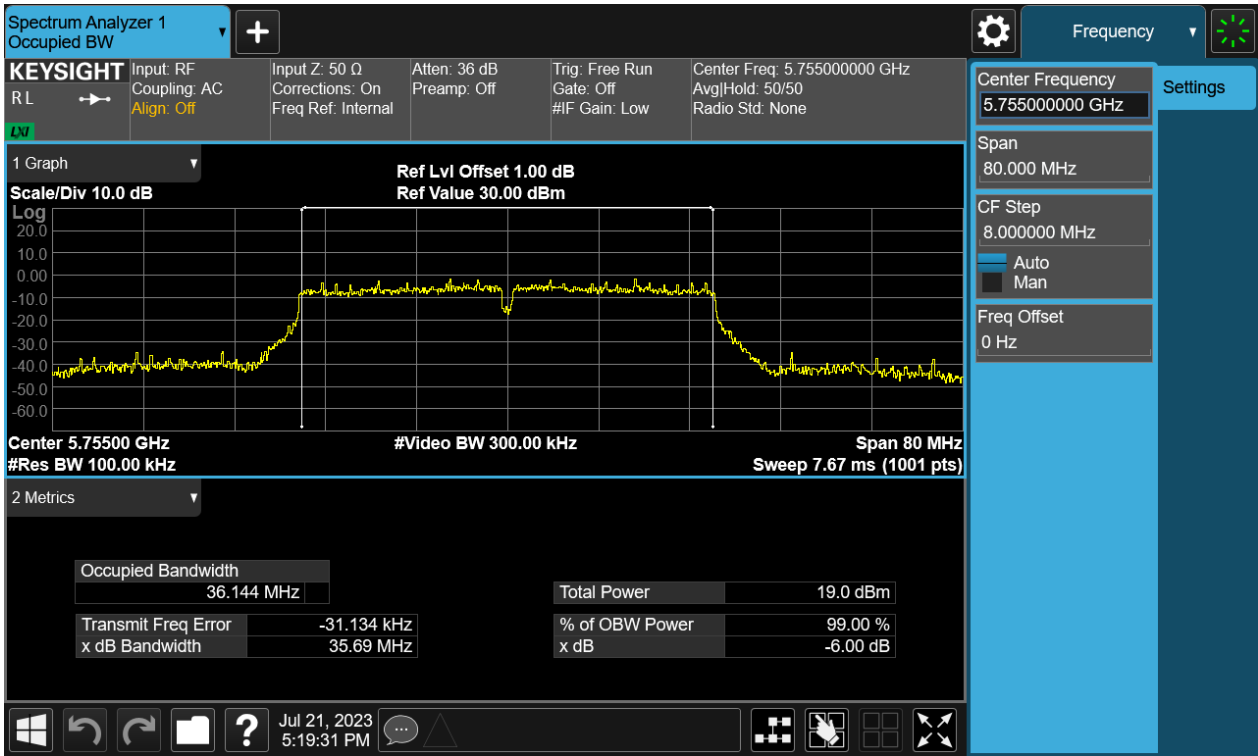 Spectrum Analyzer 1
Occupied BW
+
Frequency
KEYSIGHT
R L
LXI
Input: RF
Coupling: AC
Align: Off
Input Z: 50 Ω
Corrections: On
Freq Ref: Internal
Atten: 36 dB
Preamp: Off
Trig: Free Run
Gate: Off
#IF Gain: Low
Center Freq: 5.755000000 GHz
Avg|Hold: 50/50
Radio Std: None
Center Frequency
5.755000000 GHz
Settings
Span
80.000 MHz
CF Step
8.000000 MHz
Auto
Man
Freq Offset
0 Hz
1 Graph
Scale/Div 10.0 dB
Ref Lvl Offset 1.00 dB
Ref Value 30.00 dBm
Log
20.0
10.0
0.00
-10.0
-20.0
-30.0
-40.0
-50.0
-60.0
Center 5.75500 GHz
#Video BW 300.00 kHz
Span 80 MHz
#Res BW 100.00 kHz
Sweep 7.67 ms (1001 pts)
2 Metrics
Occupied Bandwidth
36.144 MHz
Total Power 19.0 dBm
Transmit Freq Error -31.134 kHz
% of OBW Power 99.00 %
x dB Bandwidth 35.69 MHz
x dB -6.00 dB
?
Jul 21, 2023
5:19:31 PM